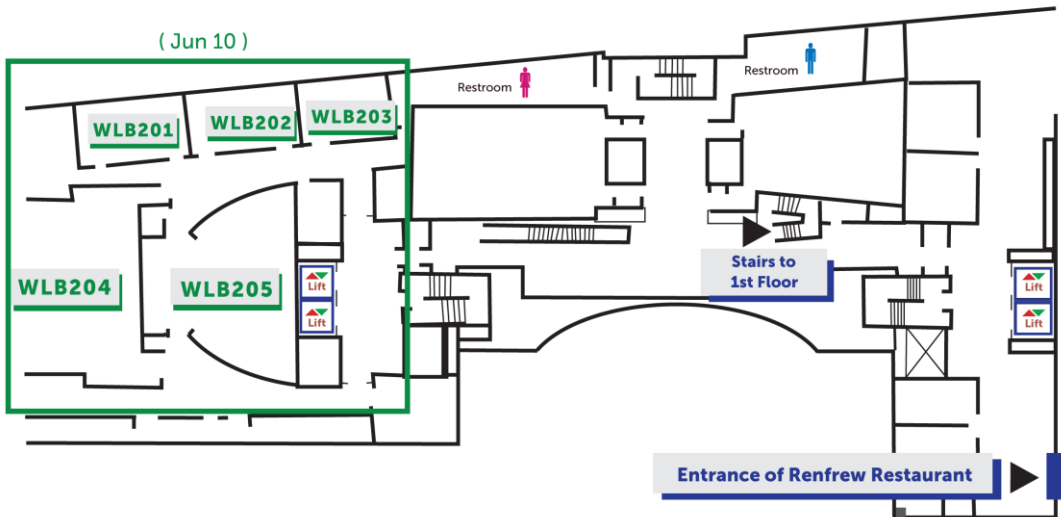 ( Jun 10 )
Restroom
Restroom
WLB201
WLB202
WLB203
WLB204
WLB205
Lift
Lift
Stairs to
1st Floor
Lift
Lift
Entrance of Renfrew Restaurant